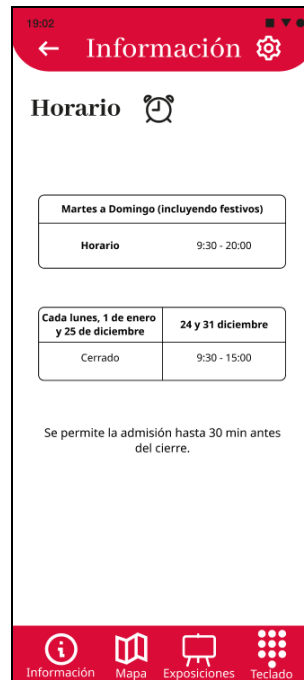 19:02
Información
Horario
Martes a Domingo (incluyendo festivos)
Horario 9:30 - 20:00
Cada lunes, 1 de enero
y 25 de diciembre
24 y 31 diciembre
Cerrado 9:30 - 15:00
Se permite la admisión hasta 30 min antes
del cierre.
Información Mapa Exposiciones Teclado